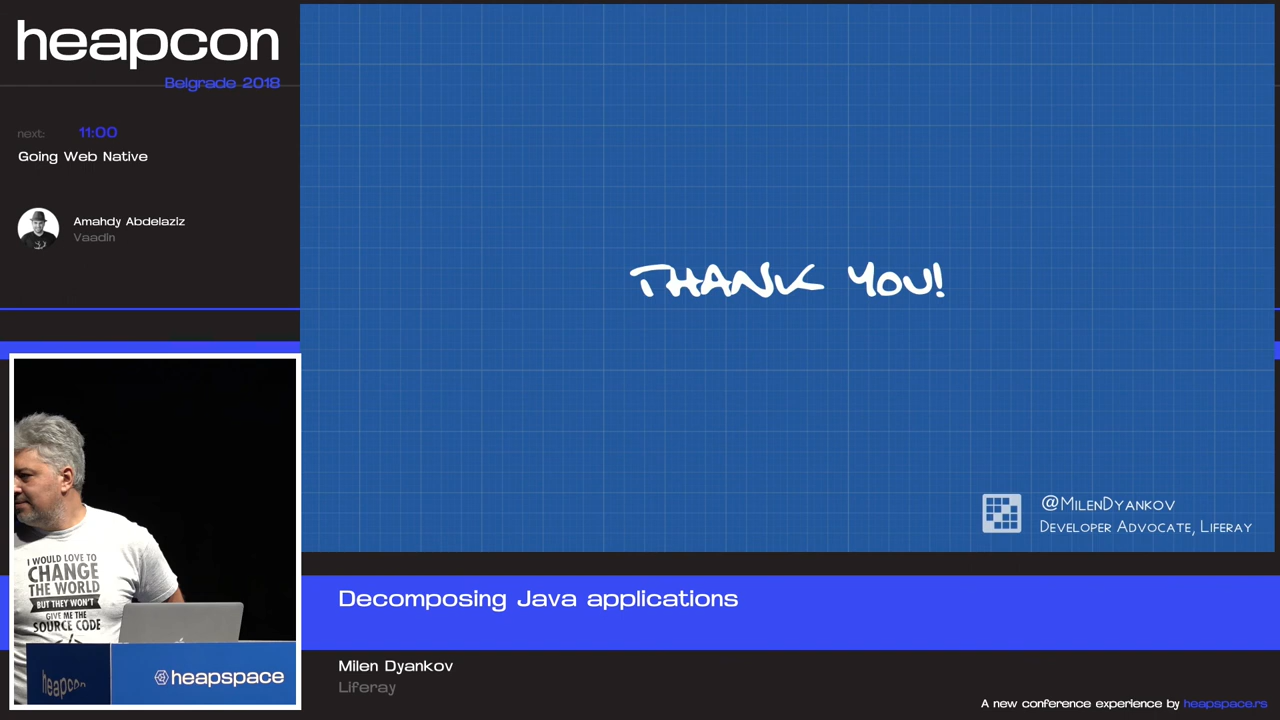 heapcon
Belgrade 2018
next: 11:00
Going Web Native
Amahdy Abdelaziz
Vaadin
THANK YOU!
@MilenDyankov
Developer Advocate, Liferay
I WOULD LOVE TO
CHANGE
THE WORLD
BUT THEY WON'T
GIVE ME THE
SOURCE CODE
heapcon
heapspace
Decomposing Java applications
Milen Dyankov
Liferay
A new conference experience by heapspace.rs